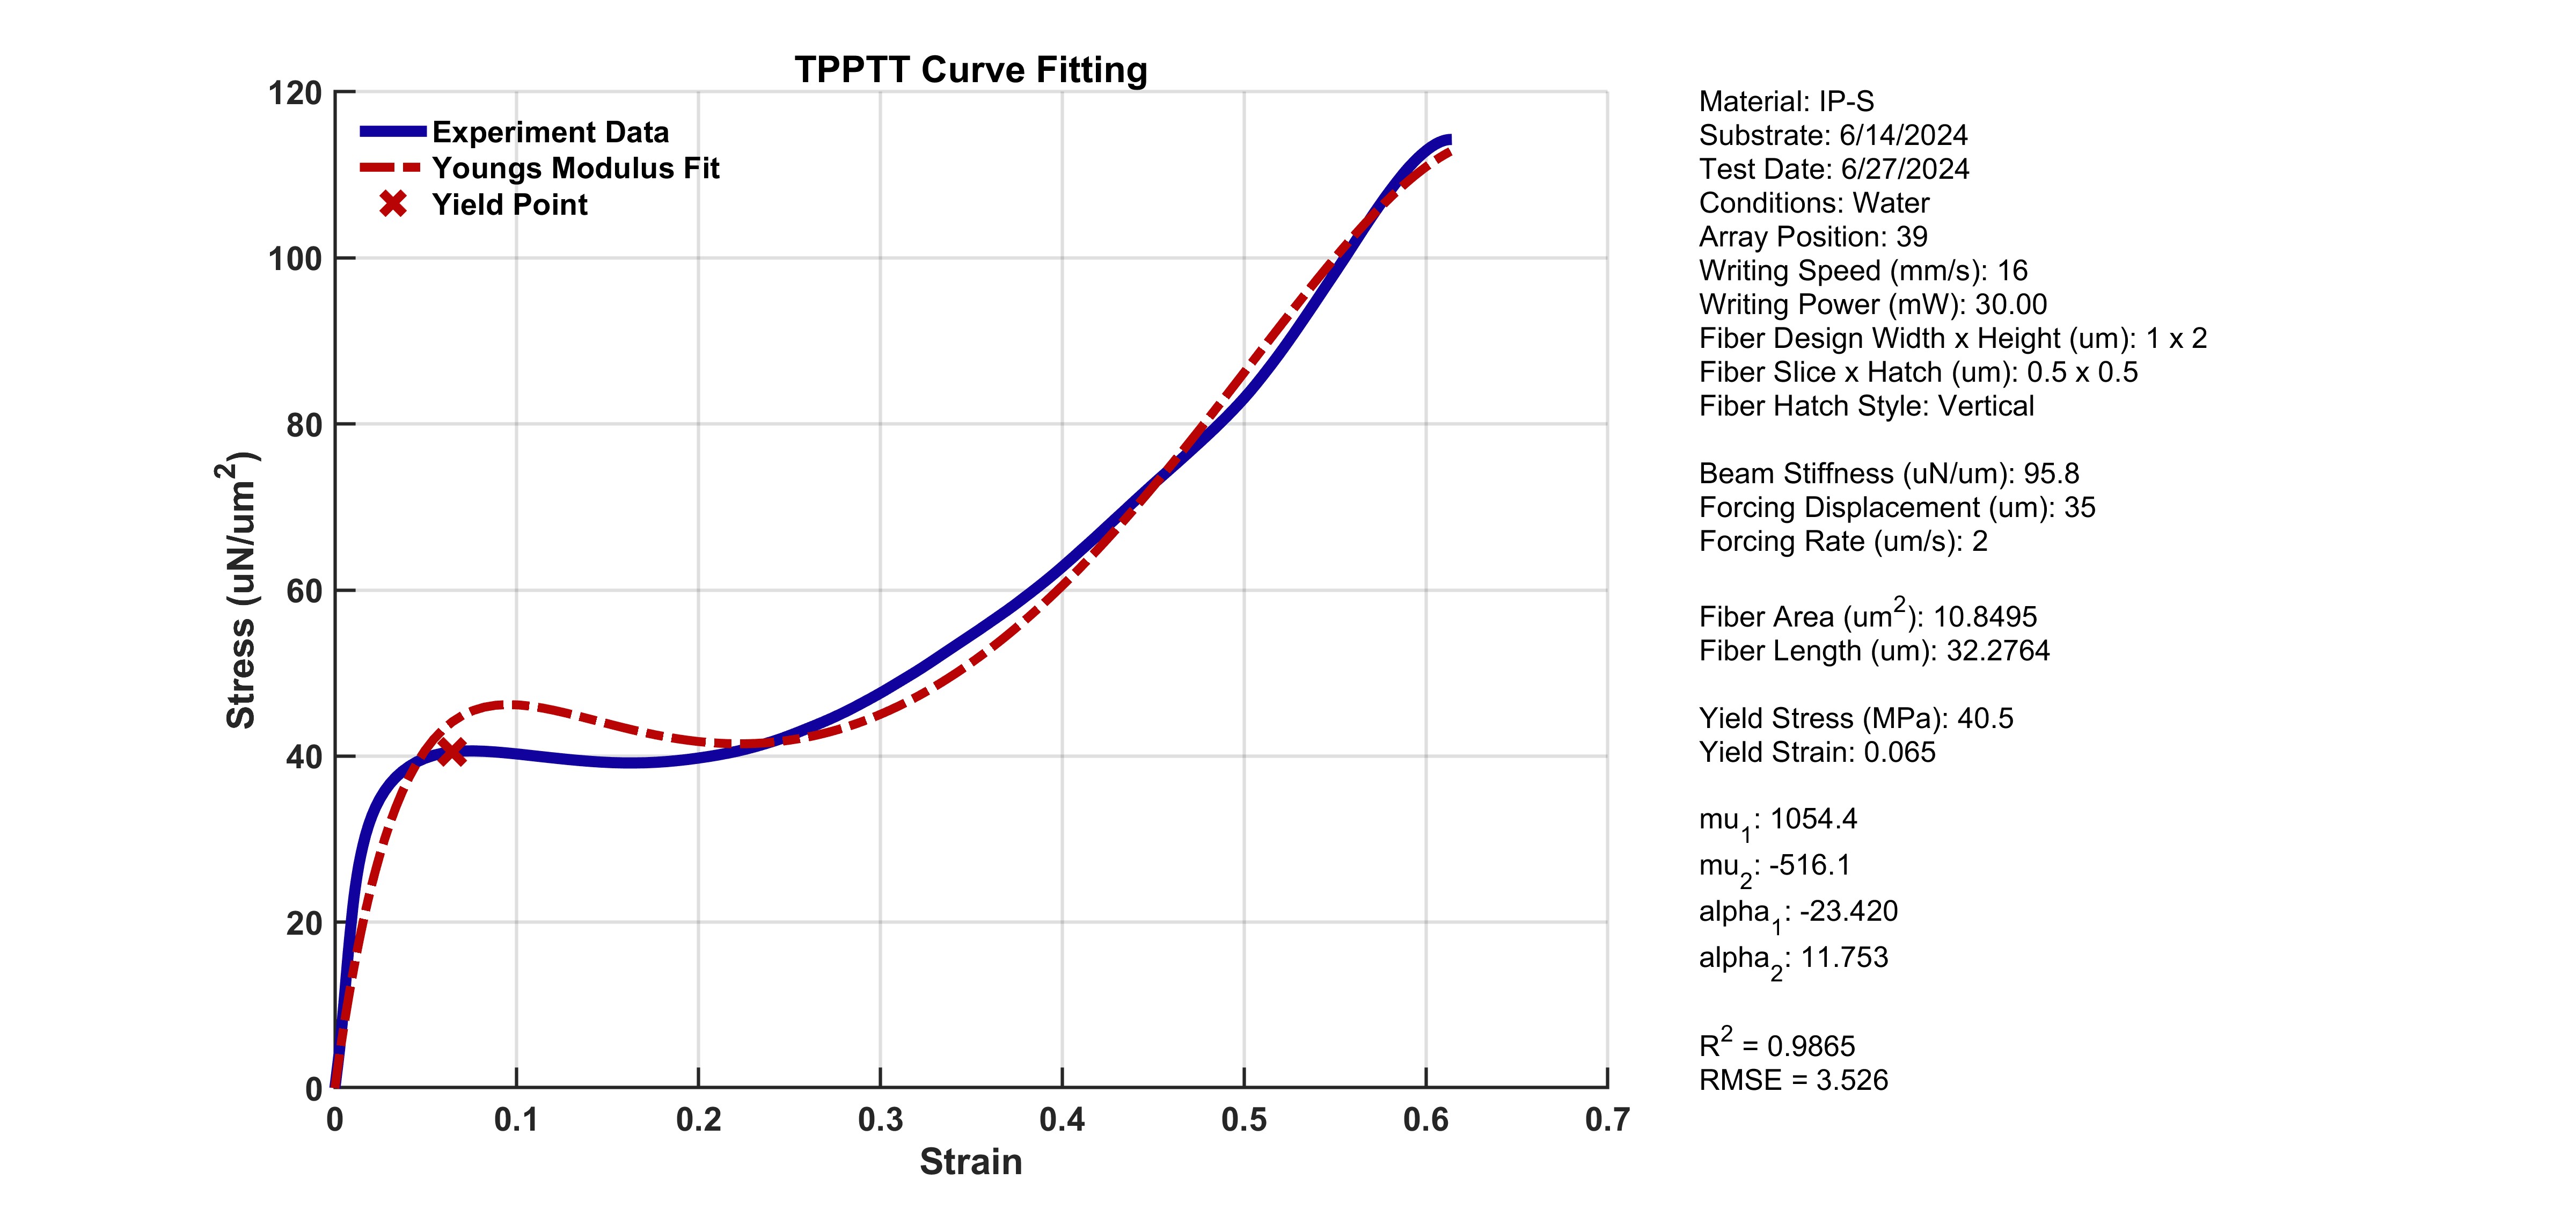 TPPTT Curve Fitting
120
100
80
60
40
20
0
Stress (uN/um²)
Experiment Data
Youngs Modulus Fit
Yield Point
0 0.1 0.2 0.3 0.4 0.5 0.6 0.7
Strain
Material: IP-S
Substrate: 6/14/2024
Test Date: 6/27/2024
Conditions: Water
Array Position: 39
Writing Speed (mm/s): 16
Writing Power (mW): 30.00
Fiber Design Width x Height (um): 1 x 2
Fiber Slice x Hatch (um): 0.5 x 0.5
Fiber Hatch Style: Vertical
Beam Stiffness (uN/um): 95.8
Forcing Displacement (um): 35
Forcing Rate (um/s): 2
Fiber Area (um²): 10.8495
Fiber Length (um): 32.2764
Yield Stress (MPa): 40.5
Yield Strain: 0.065
mu₁: 1054.4
mu₂: -516.1
alpha₁: -23.420
alpha₂: 11.753
R² = 0.9865
RMSE = 3.526